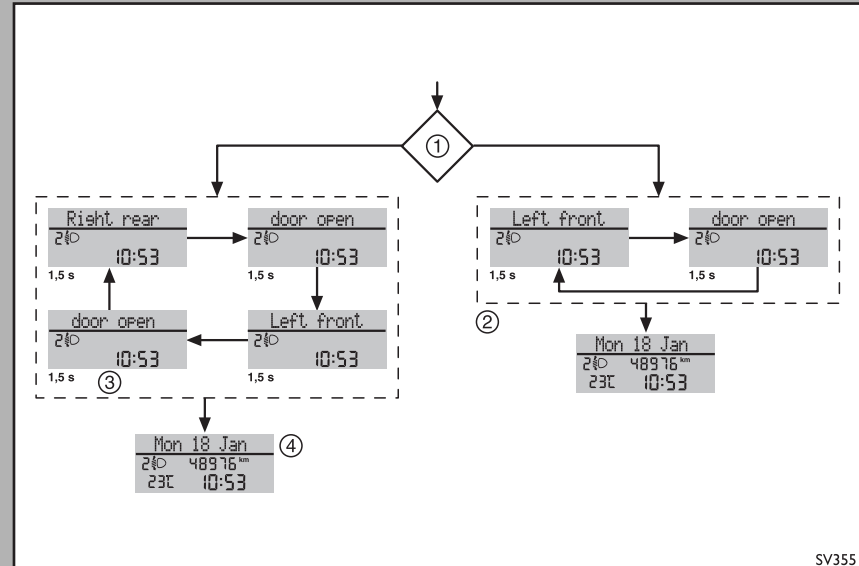 1
Right rear
2
10:53
1,5 s
door open
2
10:53
1,5 s
door open
2
10:53
1,5 s
3
Left front
2
10:53
1,5 s
Mon 18 Jan
2 48976 km
23℃ 10:53
4
Left front
2
10:53
1,5 s
door open
2
10:53
1,5 s
2
Mon 18 Jan
2 48976 km
23℃ 10:53
SV355